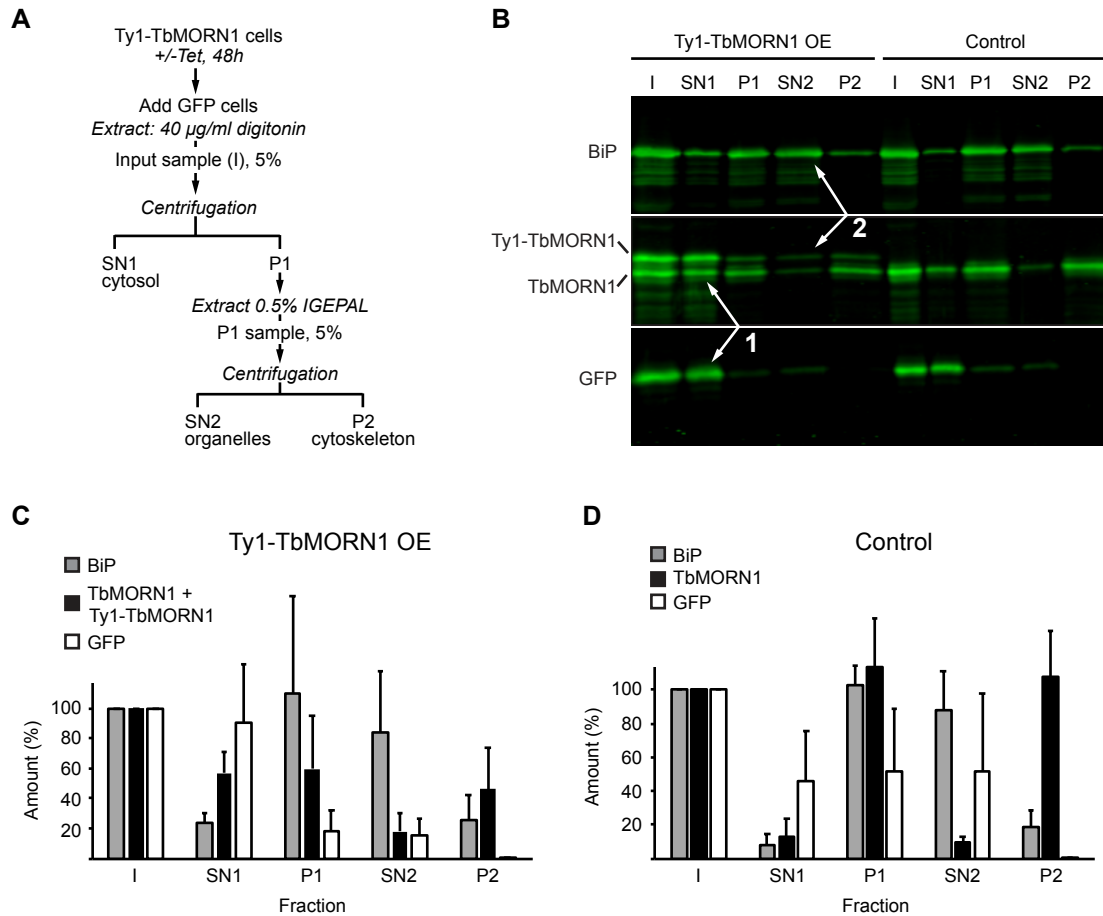 A
Ty1-TbMORN1 cells
+/-Tet, 48h
Add GFP cells
Extract: 40 µg/ml digitonin
Input sample (I), 5%
Centrifugation
SN1
cytosol
P1
Extract 0.5% IGEPAL
P1 sample, 5%
Centrifugation
SN2
organelles
P2
cytoskeleton
B
Ty1-TbMORN1 OE
Control
I SN1 P1 SN2 P2 I SN1 P1 SN2 P2
BiP
2
Ty1-TbMORN1
TbMORN1
1
GFP
C
Ty1-TbMORN1 OE
BiP
TbMORN1 +
Ty1-TbMORN1
GFP
Amount (%)
100
80
60
40
20
I SN1 P1 SN2 P2
Fraction
D
Control
BiP
TbMORN1
GFP
Amount (%)
100
80
60
40
20
I SN1 P1 SN2 P2
Fraction